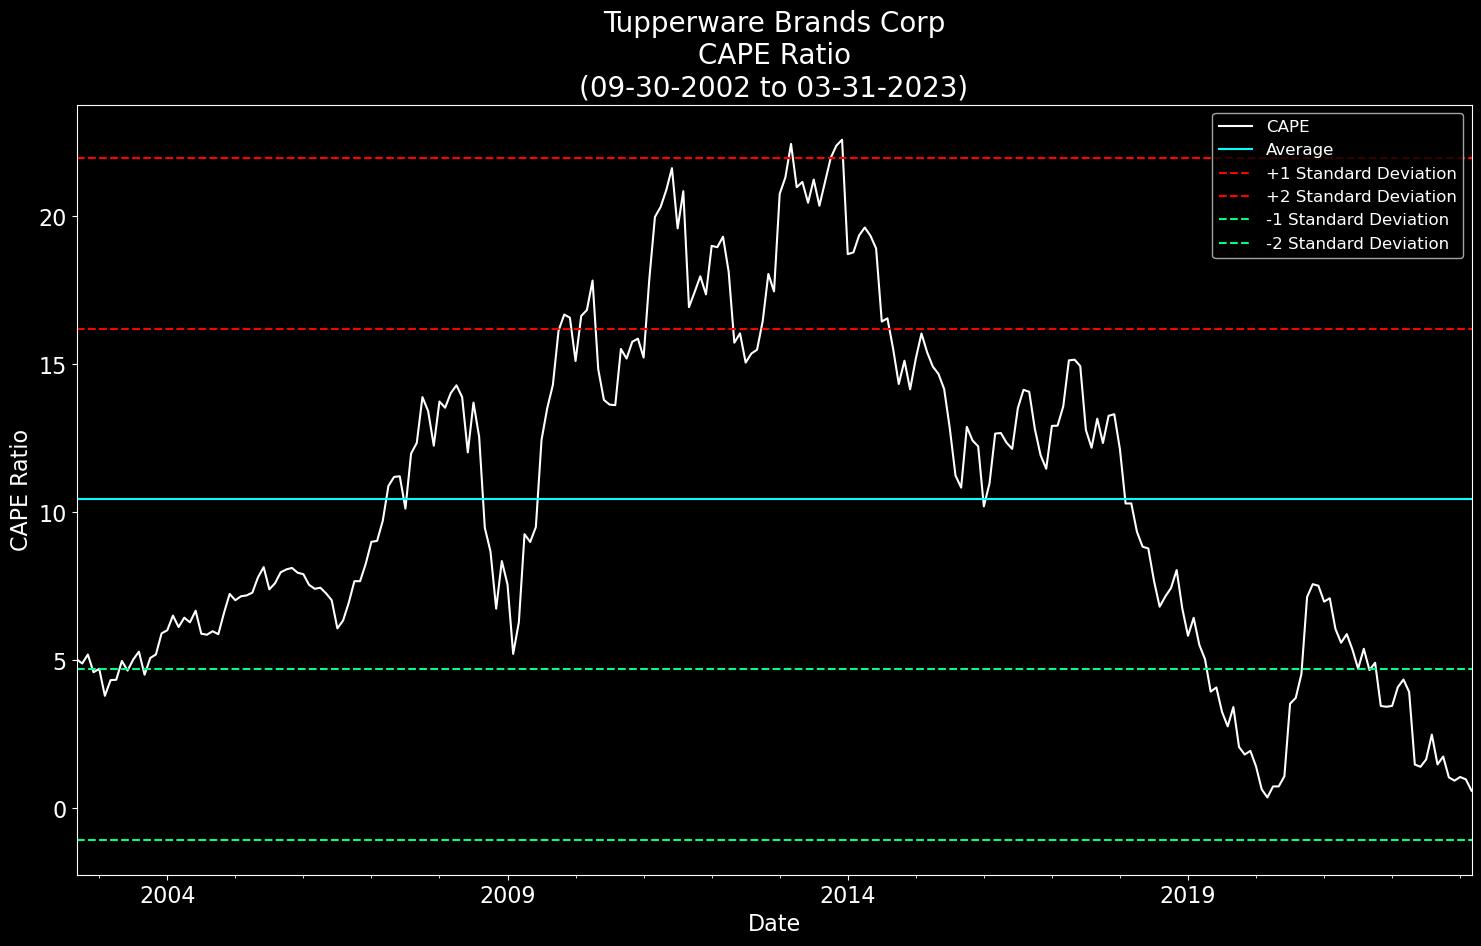 Tupperware Brands Corp
CAPE Ratio
(09-30-2002 to 03-31-2023)
CAPE
Average
+1 Standard Deviation
+2 Standard Deviation
-1 Standard Deviation
-2 Standard Deviation
CAPE Ratio
20
15
10
5
0
2004
2009
2014
2019
Date